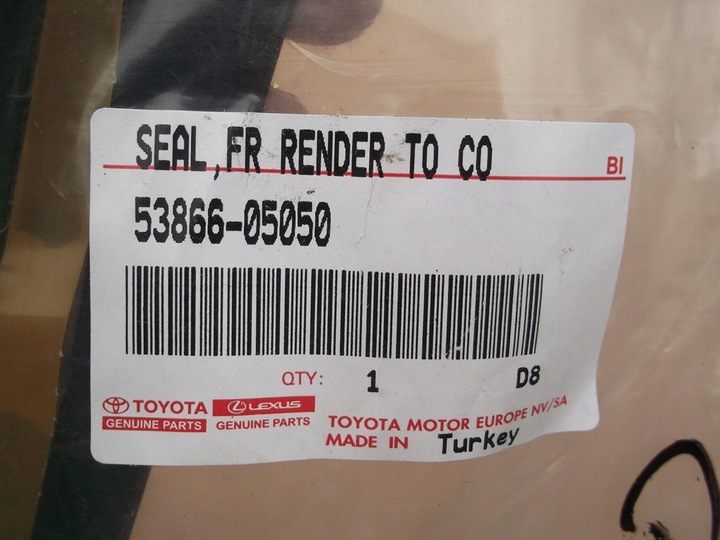 SEAL,FR RENDER TO CO
BI
53866-05050
QTY: 1 D8
TOYOTA LEXUS
GENUINE PARTS GENUINE PARTS
TOYOTA MOTOR EUROPE NV/SA
MADE IN Turkey